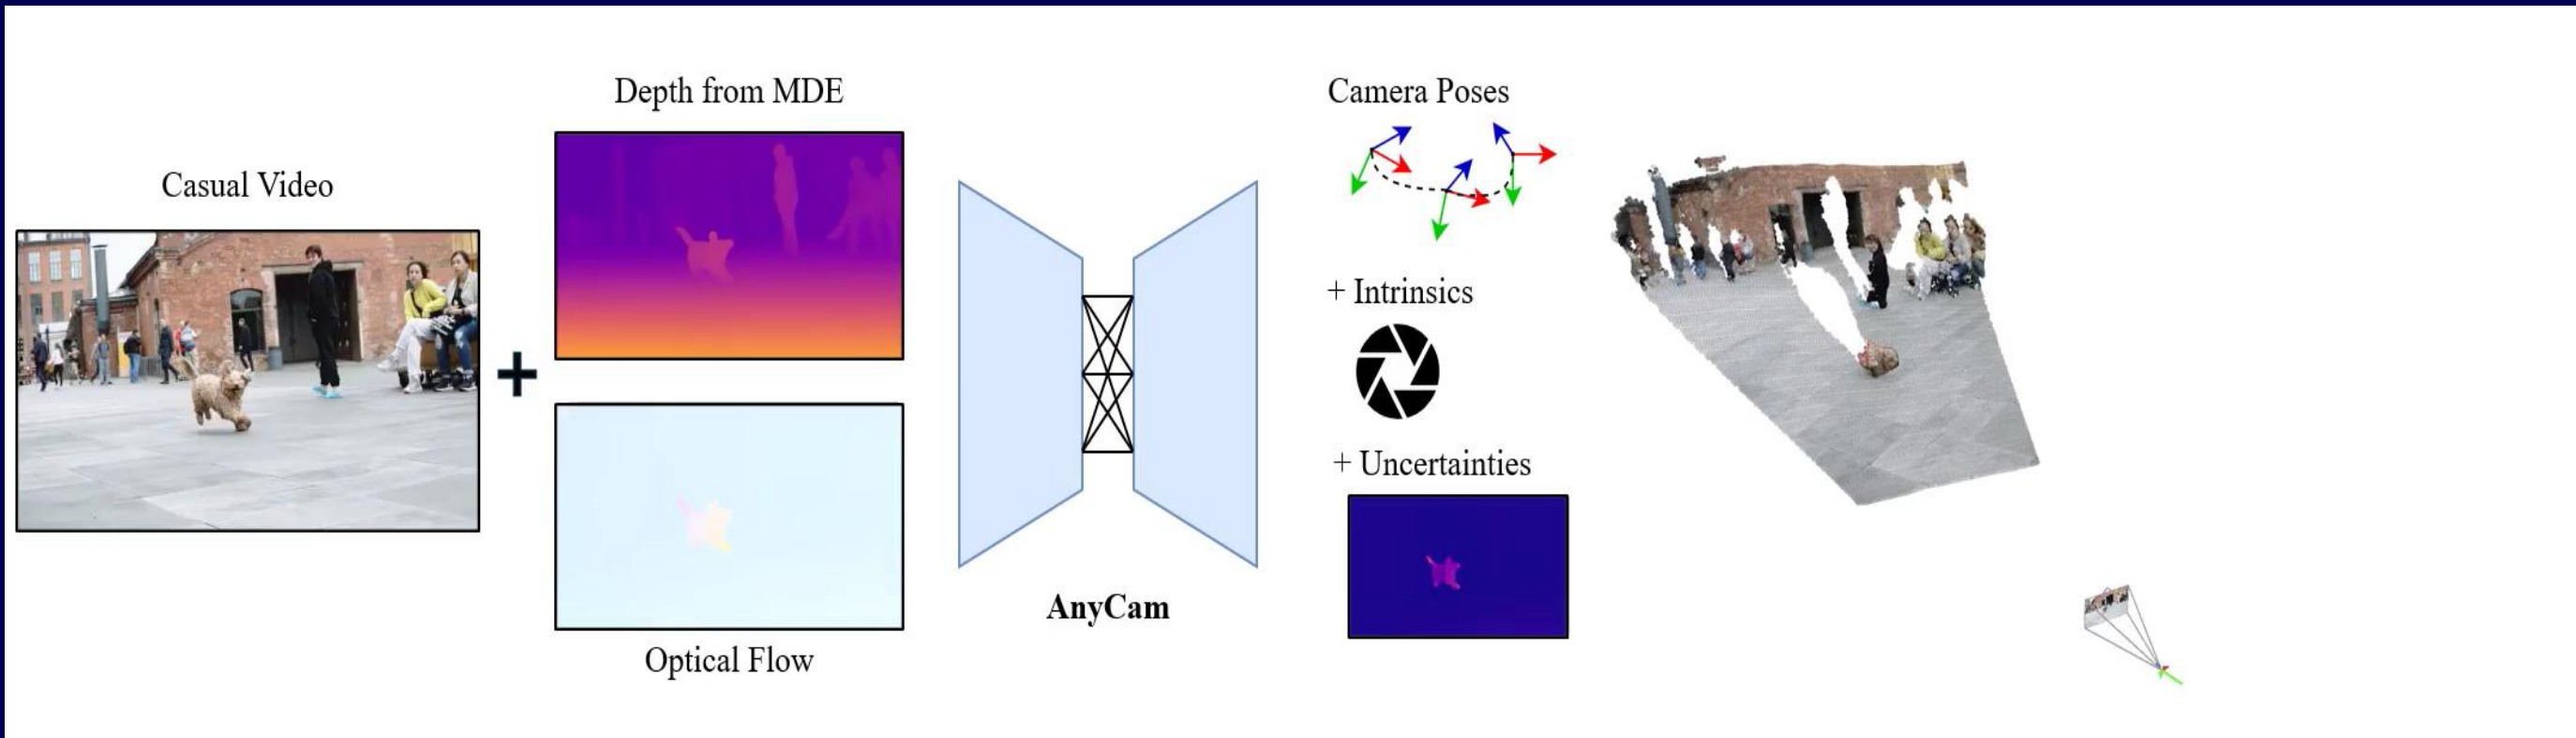 Casual Video
Depth from MDE
Optical Flow
AnyCam
Camera Poses
+ Intrinsics
+ Uncertainties